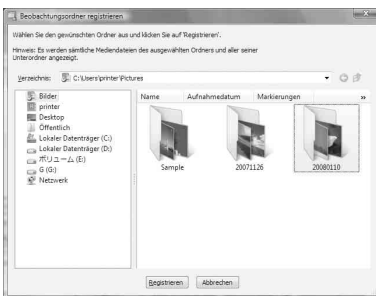 Beobachtungsordner registrieren
Wählen Sie den gewünschten Ordner aus und klicken Sie auf 'Registrieren'.
Hinweis: Es werden sämtliche Mediendateien des ausgewählten Ordners und aller seiner
Unterordner angezeigt.
Verzeichnis: C:\Users\printer\Pictures
Bilder
printer
Desktop
Öffentlich
Lokaler Datenträger (C:)
Lokaler Datenträger (D:)
ボリューム (E:)
G (G:)
Netzwerk
Name Aufnahmedatum Markierungen »
Sample 20071126 20080110
Registrieren Abbrechen